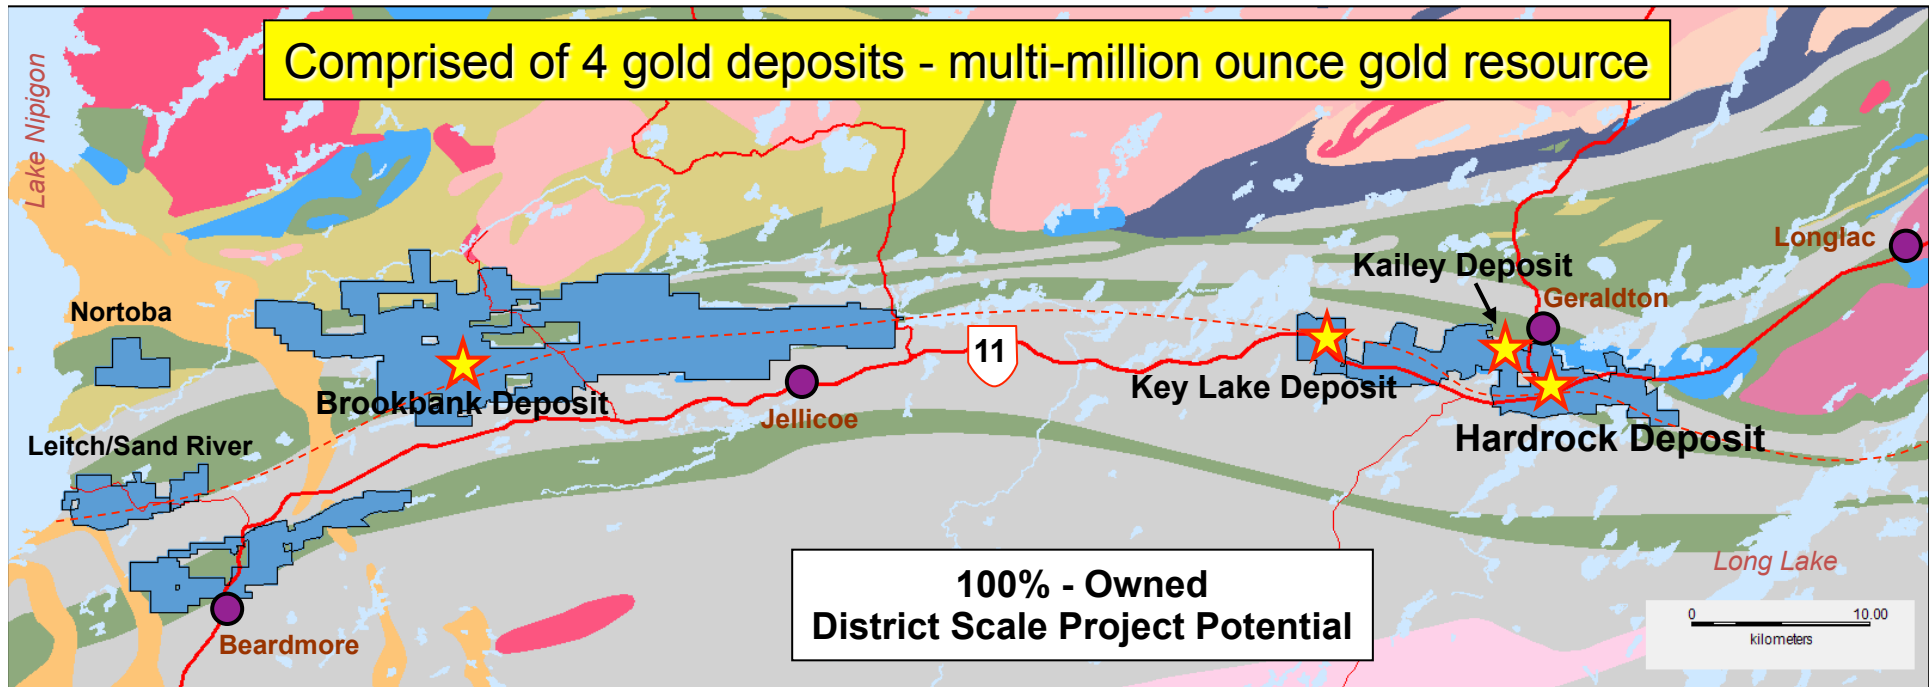 Comprised of 4 gold deposits - multi-million ounce gold resource
Lake Nipigon
Longlac
Kailey Deposit
Geraldton
Nortoba
11
Key Lake Deposit
Brookbank Deposit
Jellicoe
Hardrock Deposit
Leitch/Sand River
Long Lake
100% - Owned
District Scale Project Potential
0 10.00
kilometers
Beardmore